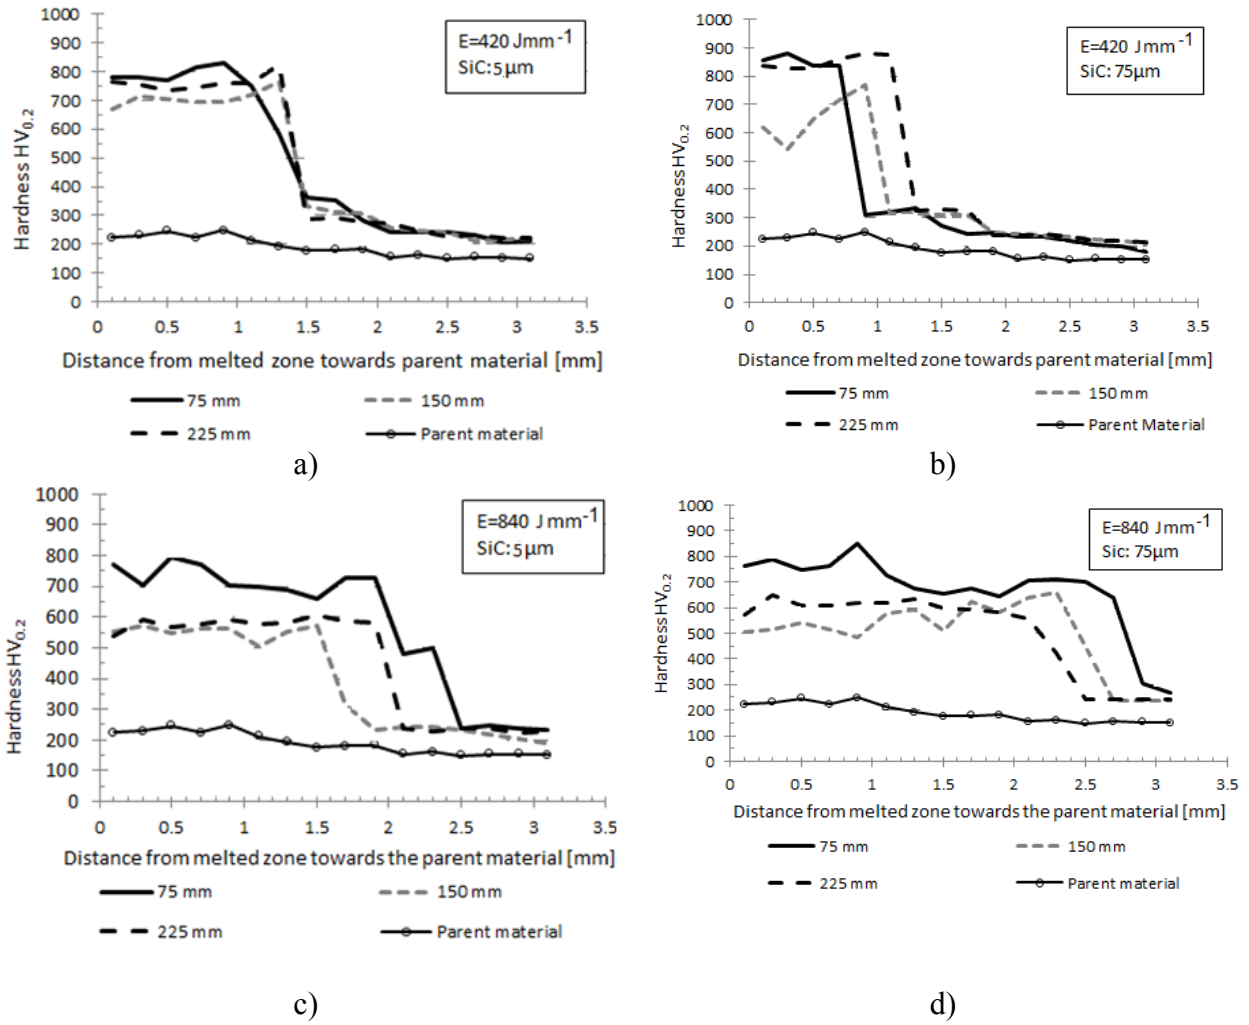 1000
900
800
700
600
500
400
300
200
100
0
Hardness HV0.2
E=420 Jmm-1
SiC: 5µm
0 0.5 1 1.5 2 2.5 3 3.5
Distance from melted zone towards parent material [mm]
75 mm 150 mm
225 mm Parent material
a)
1000
900
800
700
600
500
400
300
200
100
0
Hardness HV0.2
E=420 Jmm-1
SiC: 75µm
0 0.5 1 1.5 2 2.5 3 3.5
Distance from melted zone towards parent material [mm]
75 mm 150 mm
225 mm Parent Material
b)
1000
900
800
700
600
500
400
300
200
100
0
Hardness HV0.2
E=840 Jmm-1
SiC: 5µm
0 0.5 1 1.5 2 2.5 3 3.5
Distance from melted zone towards the parent material [mm]
75 mm 150 mm
225 mm Parent material
c)
1000
900
800
700
600
500
400
300
200
100
0
Hardness HV0.2
E=840 Jmm-1
Sic: 75µm
0 0.5 1 1.5 2 2.5 3 3.5
Distance from melted zone towards the parent material [mm]
75 mm 150 mm
225 mm Parent material
d)